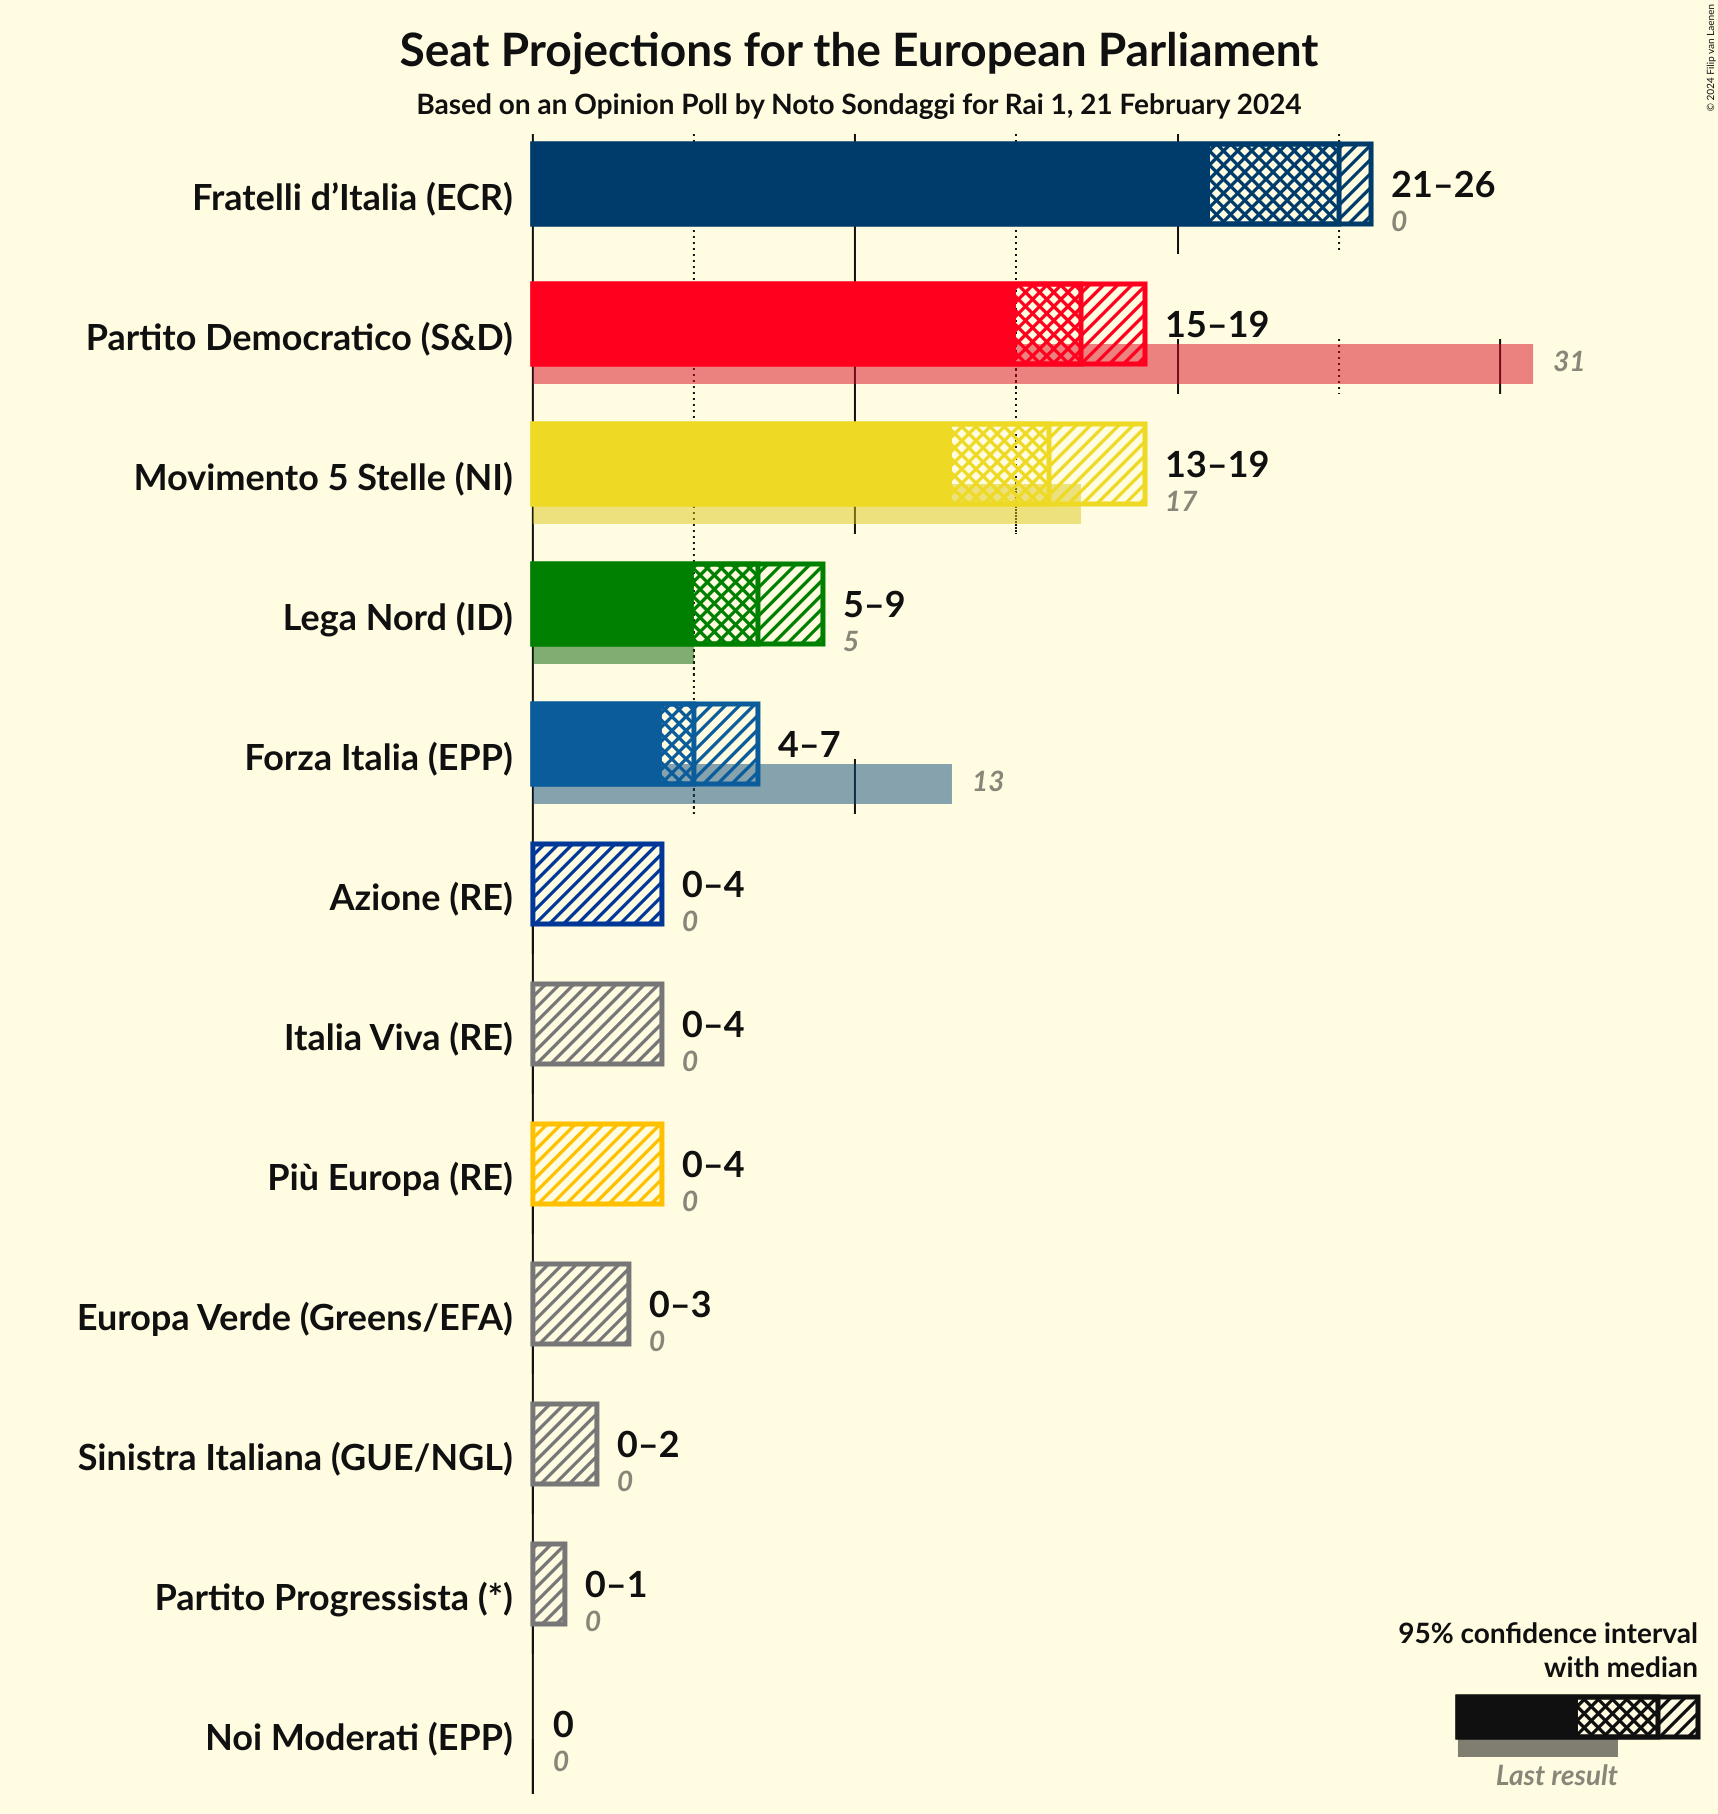 Seat Projections for the European Parliament
Based on an Opinion Poll by Noto Sondaggi for Rai 1, 21 February 2024
© 2024 Filip van Laenen
Fratelli d’Italia (ECR)
21–26
0
Partito Democratico (S&D)
15–19
31
Movimento 5 Stelle (NI)
13–19
17
Lega Nord (ID)
5–9
5
Forza Italia (EPP)
4–7
13
Azione (RE)
0–4
0
Italia Viva (RE)
0–4
0
Più Europa (RE)
0–4
0
Europa Verde (Greens/EFA)
0–3
0
Sinistra Italiana (GUE/NGL)
0–2
0
Partito Progressista (*)
0–1
0
Noi Moderati (EPP)
0
0
95% confidence interval
with median
Last result